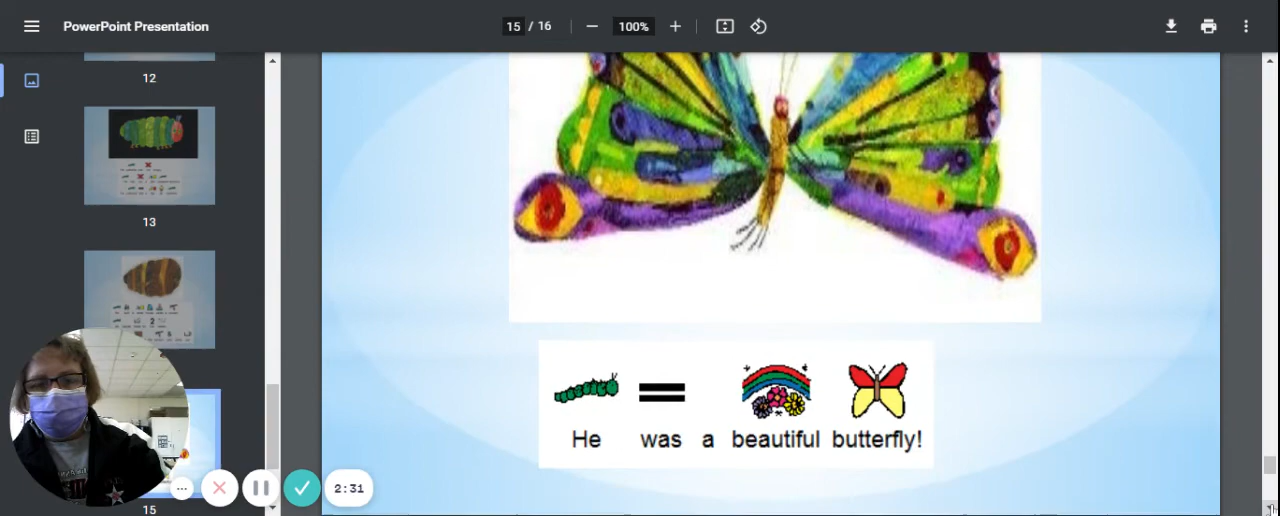 PowerPoint Presentation
15 / 16
100%
12
13
15
He was a beautiful butterfly!
2:31